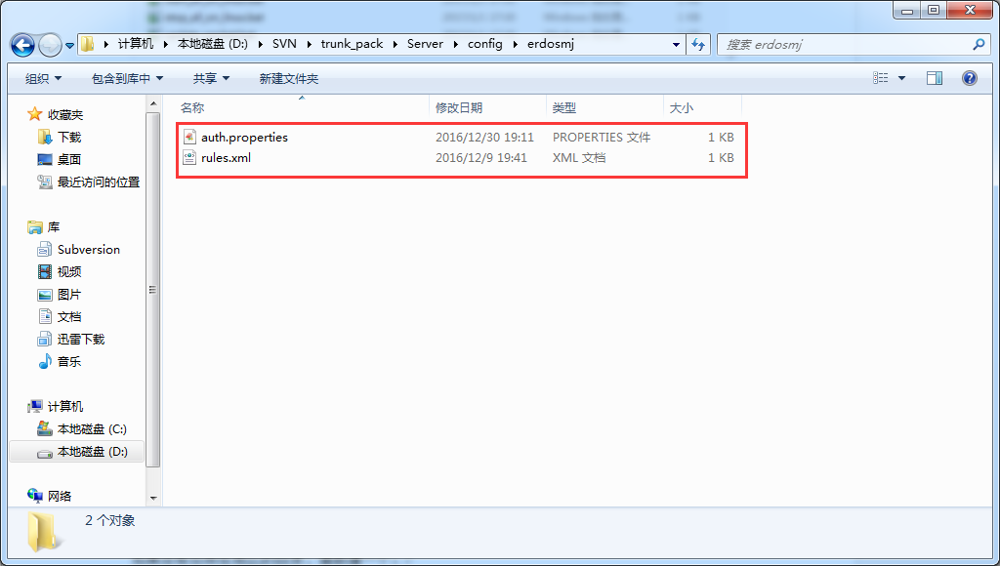 计算机 本地磁盘 (D:) SVN trunk_pack Server config erdosmj 搜索 erdosmj
组织 包含到库中 共享 新建文件夹
名称 修改日期 类型 大小
auth.properties 2016/12/30 19:11 PROPERTIES 文件 1 KB
rules.xml 2016/12/9 19:41 XML 文档 1 KB
收藏夹
下载
桌面
最近访问的位置
库
Subversion
视频
图片
文档
迅雷下载
音乐
计算机
本地磁盘 (C:)
本地磁盘 (D:)
网络
2 个对象